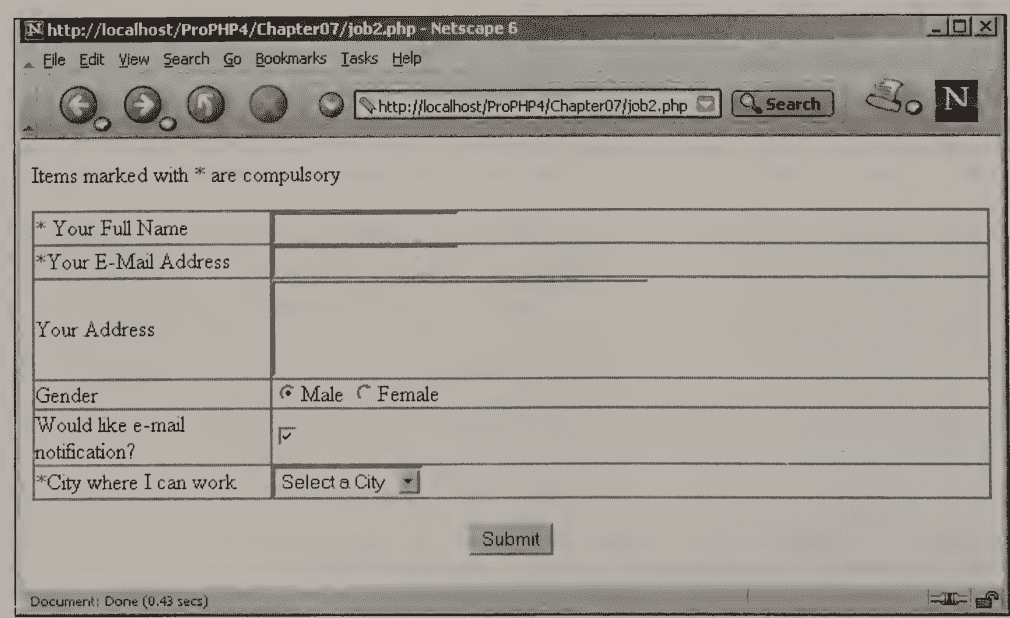 N http://localhost/ProPHP4/Chapter07/job2.php - Netscape 6
File Edit View Search Go Bookmarks Tasks Help
http://localhost/ProPHP4/Chapter07/job2.php Search N
Items marked with * are compulsory
* Your Full Name
*Your E-Mail Address
Your Address
Gender Male Female
Would like e-mail
notification?
*City where I can work Select a City
Submit
Document: Done (0.43 secs)